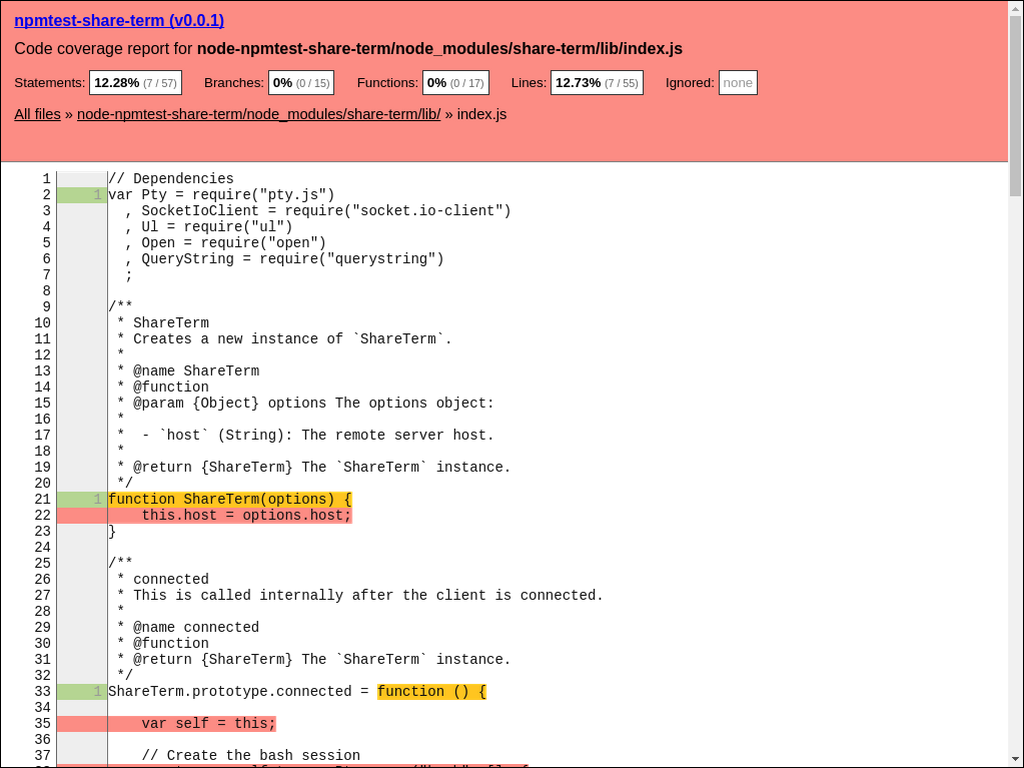 npmtest-share-term (v0.0.1)
Code coverage report for node-npmtest-share-term/node_modules/share-term/lib/index.js
Statements: 12.28% (7 / 57) Branches: 0% (0 / 15) Functions: 0% (0 / 17) Lines: 12.73% (7 / 55) Ignored: none
All files » node-npmtest-share-term/node_modules/share-term/lib/ » index.js
1 // Dependencies
2 1 var Pty = require("pty.js")
3   , SocketIoClient = require("socket.io-client")
4   , Ul = require("ul")
5   , Open = require("open")
6   , QueryString = require("querystring")
7   ;
8
9 /**
10  * ShareTerm
11  * Creates a new instance of `ShareTerm`.
12  *
13  * @name ShareTerm
14  * @function
15  * @param {Object} options The options object:
16  *
17  *  - `host` (String): The remote server host.
18  *
19  * @return {ShareTerm} The `ShareTerm` instance.
20  */
21 1 function ShareTerm(options) {
22     this.host = options.host;
23 }
24
25 /**
26  * connected
27  * This is called internally after the client is connected.
28  *
29  * @name connected
30  * @function
31  * @return {ShareTerm} The `ShareTerm` instance.
32  */
33 1 ShareTerm.prototype.connected = function () {
34
35     var self = this;
36
37     // Create the bash session